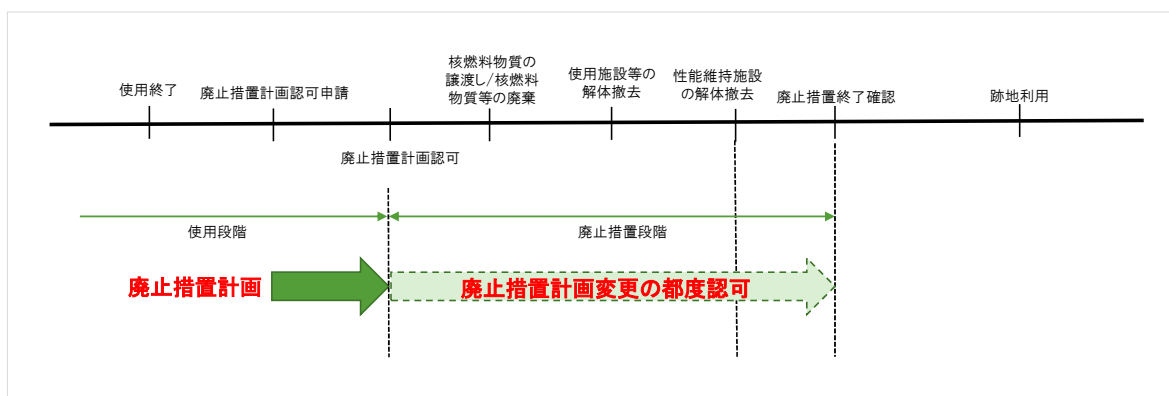 使用終了
廃止措置計画認可申請
核燃料物質の
譲渡し/核燃料
物質等の廃棄
使用施設等の
解体撤去
性能維持施設
の解体撤去
廃止措置終了確認
跡地利用
廃止措置計画認可
使用段階
廃止措置段階
廃止措置計画
廃止措置計画変更の都度認可